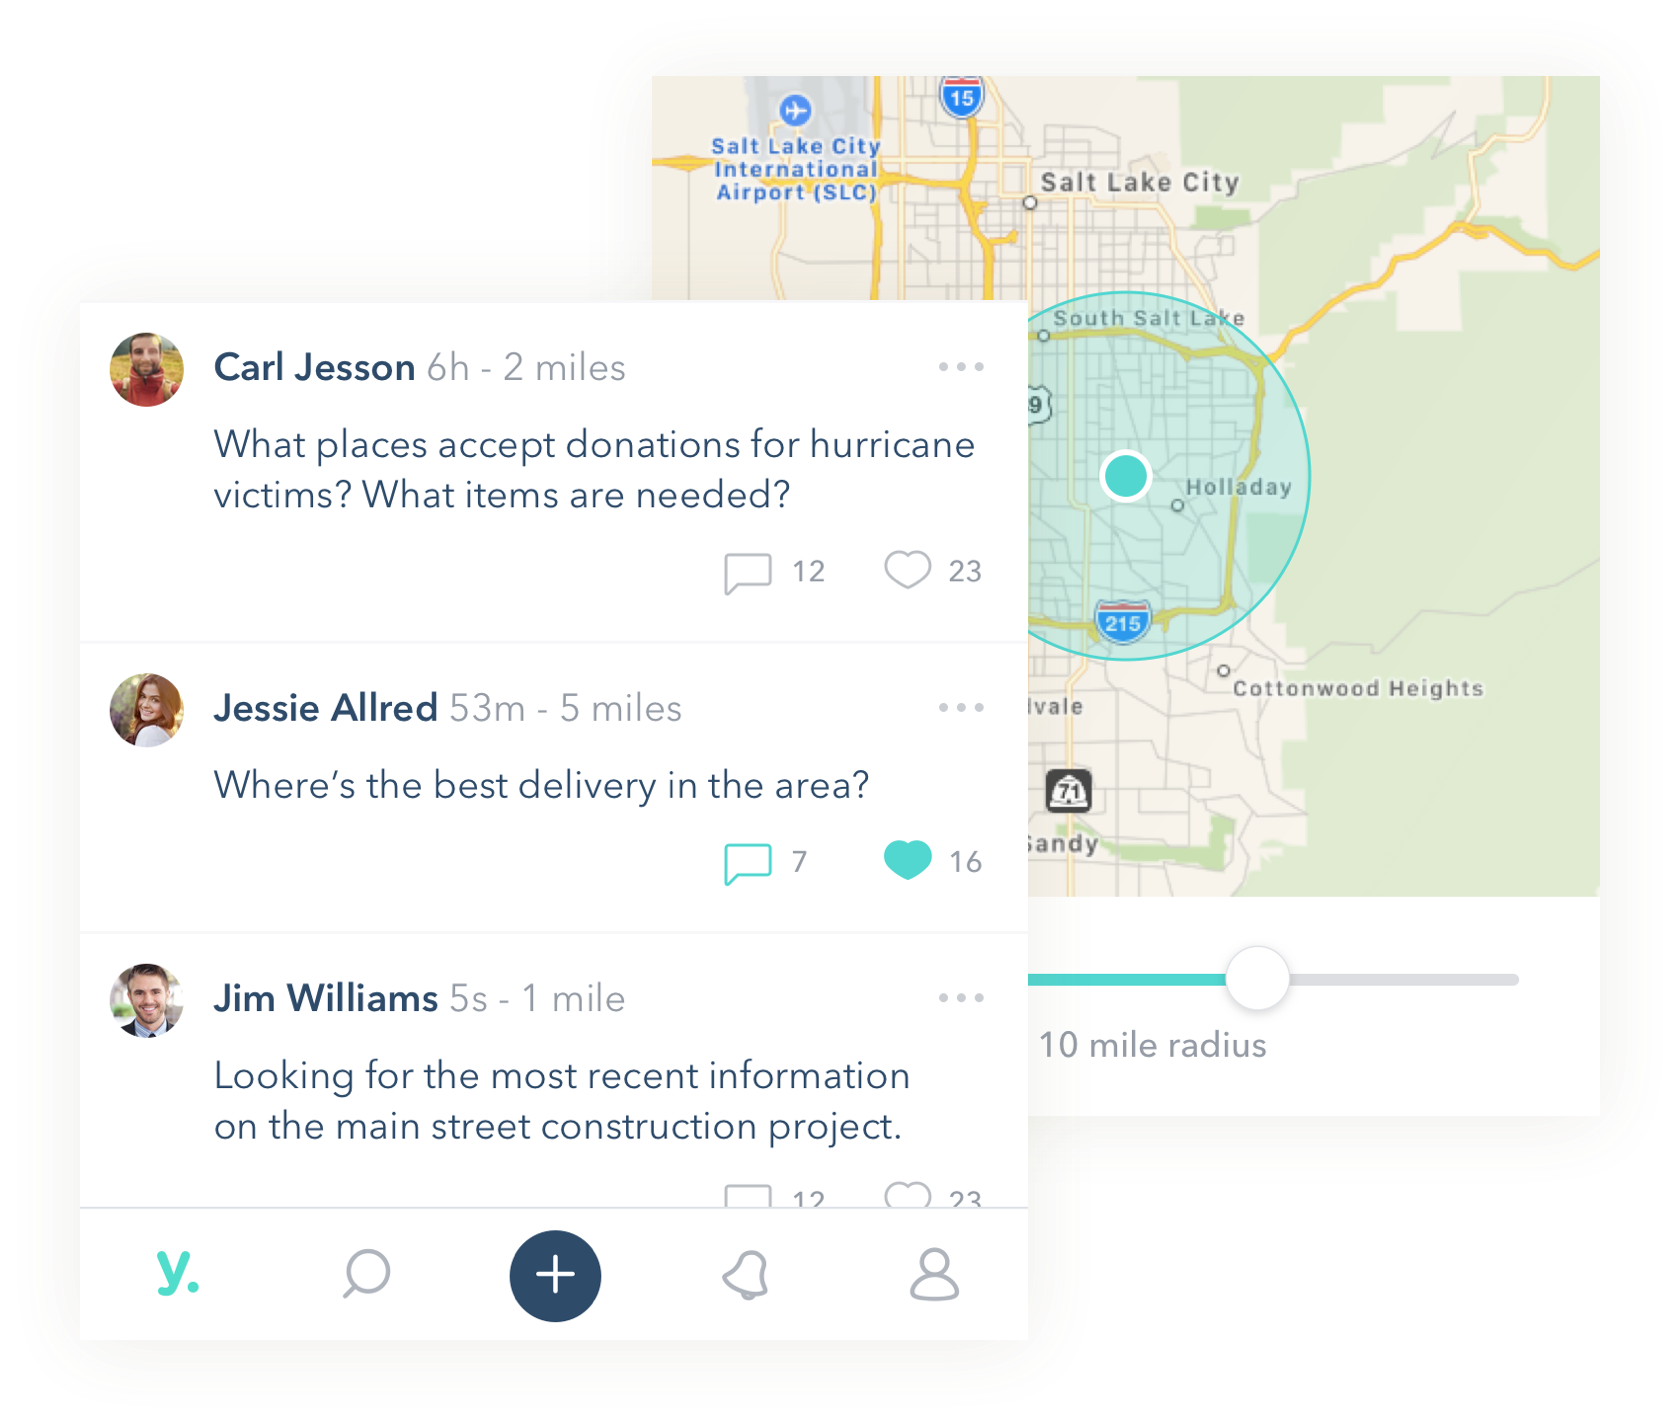 15
Salt Lake City
International
Airport (SLC)
Salt Lake City
South Salt Lake
9
Holladay
215
Cottonwood Heights
71
10 mile radius
Carl Jesson 6h - 2 miles
What places accept donations for hurricane
victims? What items are needed?
12 23
Jessie Allred 53m - 5 miles
Where’s the best delivery in the area?
7 16
Jim Williams 5s - 1 mile
Looking for the most recent information
on the main street construction project.
12 23
y.